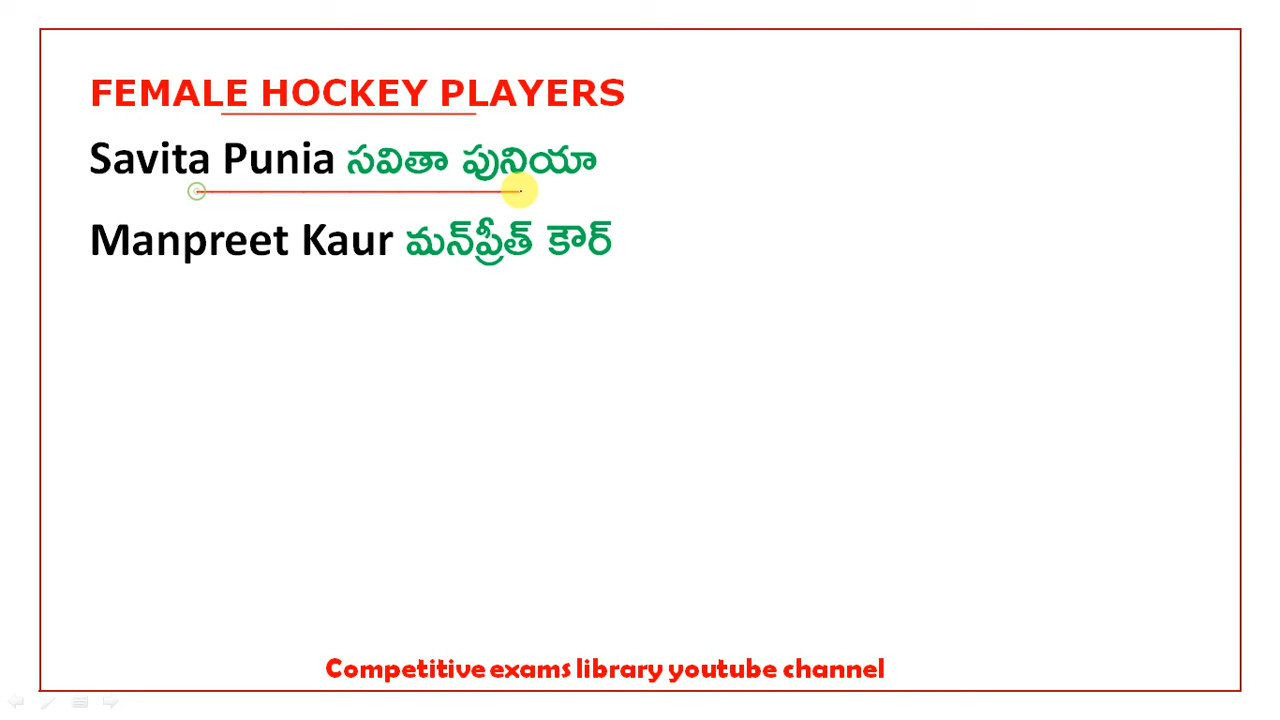 FEMALE HOCKEY PLAYERS
Savita Punia సవితా పునియా
Manpreet Kaur మన్‌ప్రీత్ కౌర్
Competitive exams library youtube channel